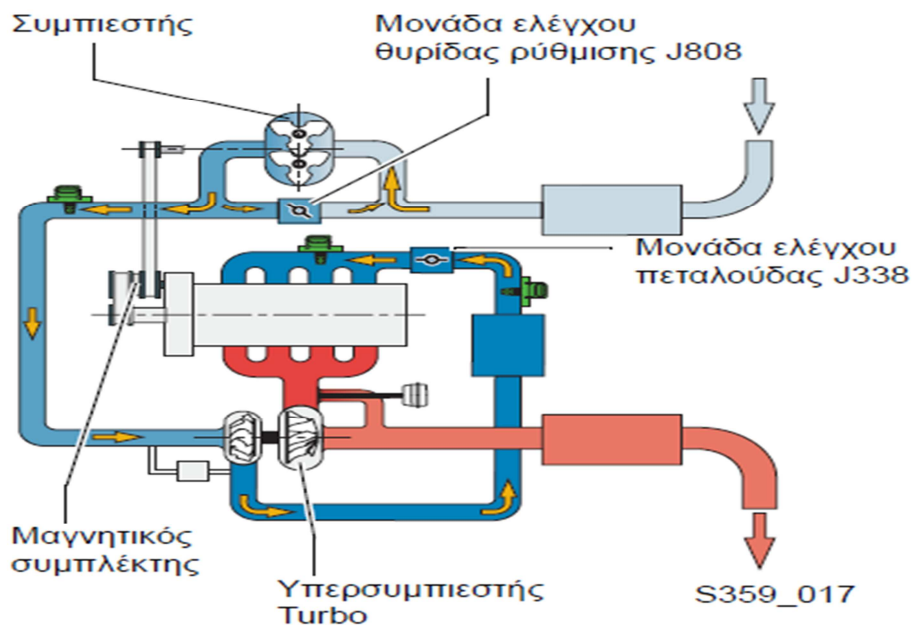 Συμπιεστής
Μονάδα ελέγχου
θυρίδας ρύθμισης J808
Μονάδα ελέγχου
πεταλούδας J338
Μαγνητικός
συμπλέκτης
Υπερσυμπιεστής
Turbo
S359_017